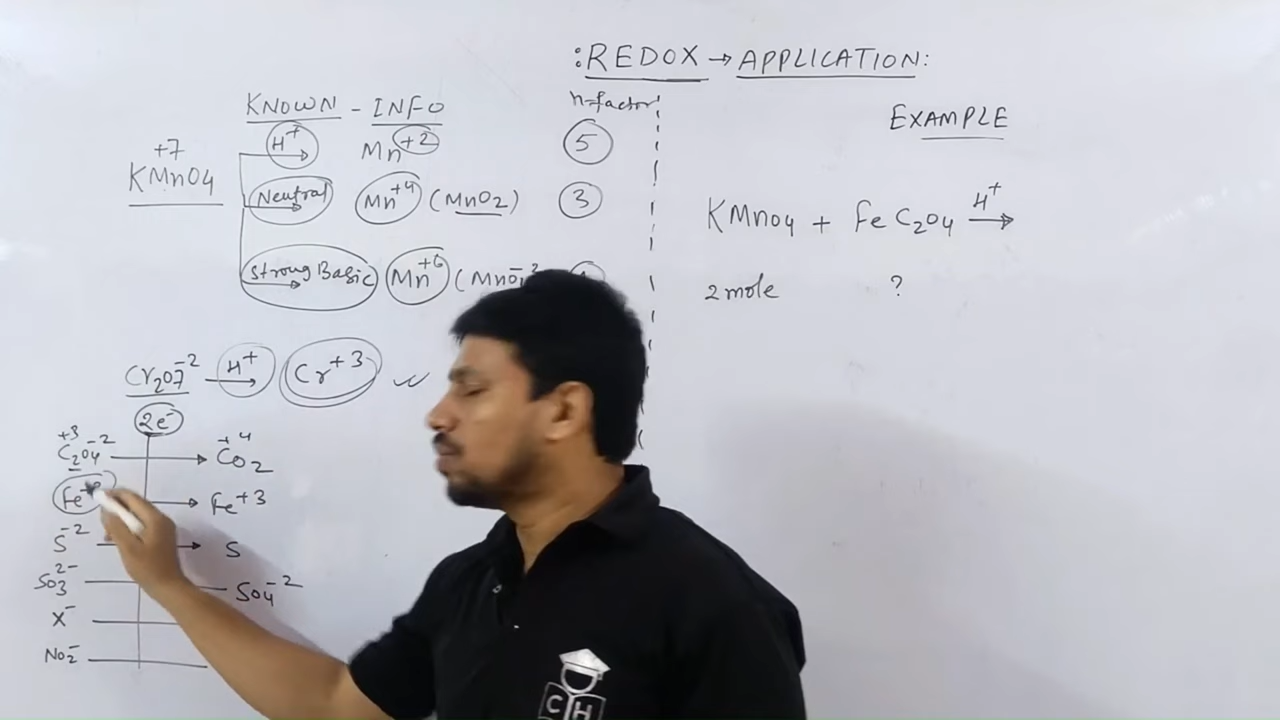 :REDOX → APPLICATION:
KNOWN - INFO
n-factor
+7
KMnO4
H+ Mn+2 5
Neutral Mn+4 (MnO2) 3
Strong Basic Mn+6 (MnO4-2
Cr2O7-2 H+ Cr+3
2e-
+3 +4
C2O4-2 → CO2
Fe+2 → Fe+3
S-2 → S
SO3 2- SO4-2
X-
NO2-
EXAMPLE
KMnO4 + FeC2O4 H+ →
2 mole ?
C H